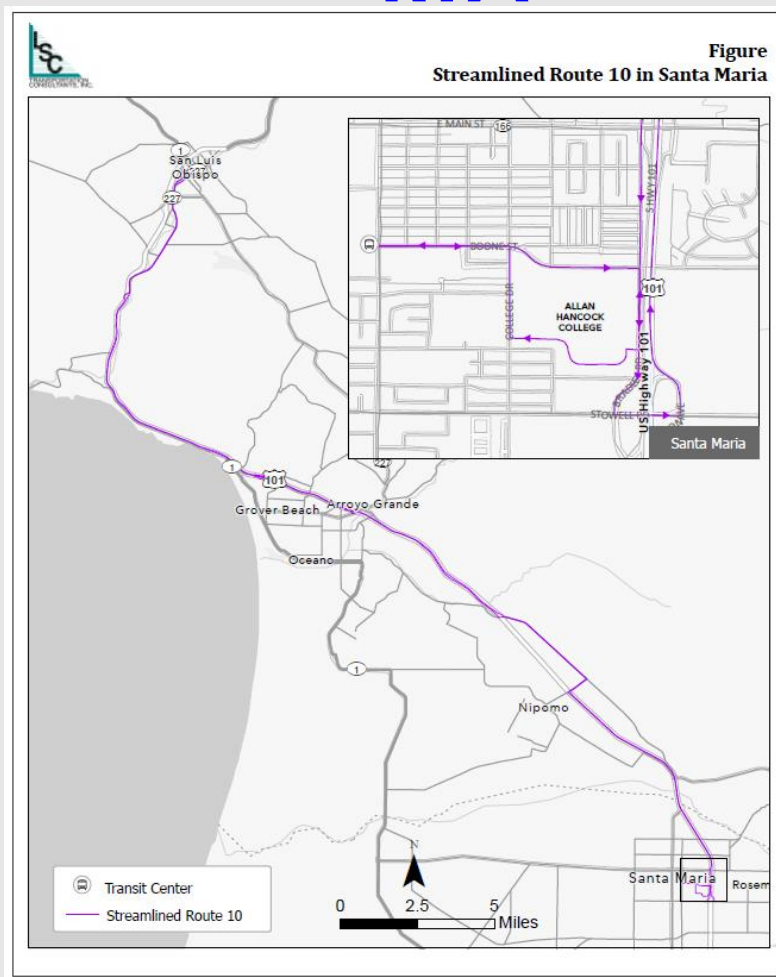 LSC
TRANSPORTATION
CONSULTANTS, INC.
Figure
Streamlined Route 10 in Santa Maria
1
San Luis
Obispo
227
227
E MAIN ST
166
S HWY 101
BOONE ST
COLLEGE DR
ALLAN
HANCOCK
COLLEGE
101
US Highway 101
STOWELL
Santa Maria
227
1
101
Grover Beach
Arroyo Grande
Oceano
1
Nipomo
Santa Maria
Rosem
Transit Center
Streamlined Route 10
N
0 2.5 5
Miles